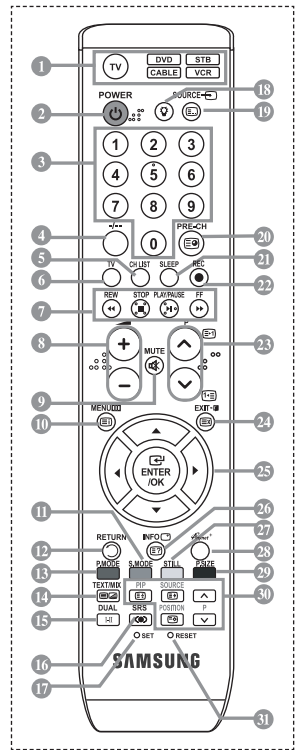 1 TV DVD STB
CABLE VCR
POWER SOURCE
2 18 19
3 1 2 3
4 5 6
7 8 9
4 -/-- 0 PRE-CH 20
5 21
6 TV CH LIST SLEEP REC 22
REW STOP PLAY/PAUSE FF
7
8 + P 23
9 MUTE
−
10 MENU EXIT 24
ENTER
/OK 25
11 26
27
12 RETURN INFO 28
13 P.MODE S.MODE STILL P.SIZE 29
14 TEXT/MIX PIP SOURCE 30
15 DUAL SRS POSITION P
I-II
16
17 SET RESET 31
SAMSUNG